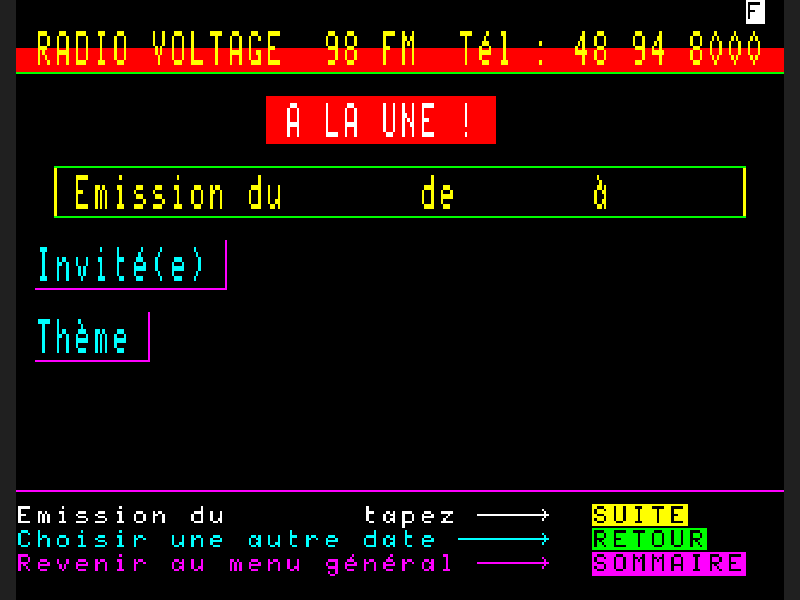 F
RADIO VOLTAGE 98 FM Tél : 48 94 8000
A LA UNE !
Emission du de à
Invité(e)
Thème
Emission du tapez ⟶ SUITE
Choisir une autre date ⟶ RETOUR
Revenir au menu général ⟶ SOMMAIRE